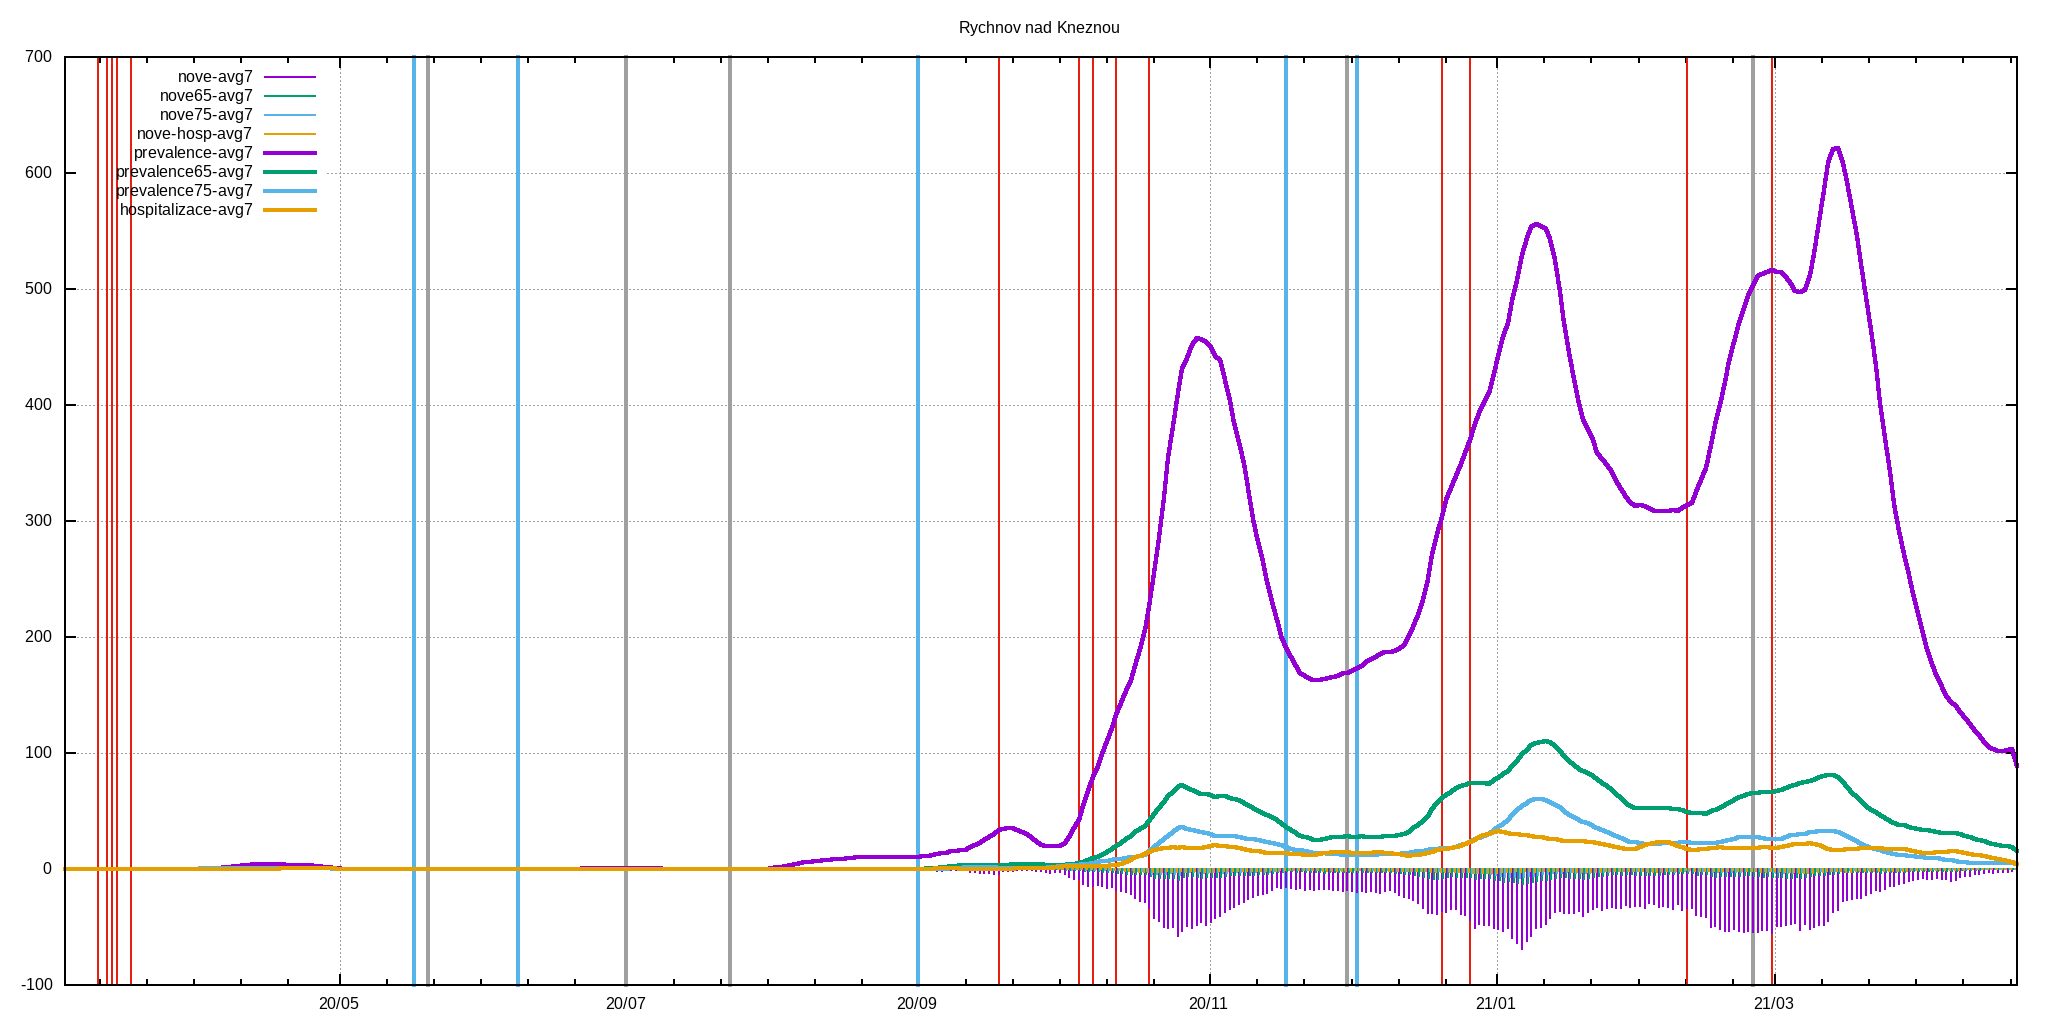 Rychnov nad Kneznou
700
600
500
400
300
200
100
0
-100
nove-avg7
nove65-avg7
nove75-avg7
nove-hosp-avg7
prevalence-avg7
prevalence65-avg7
prevalence75-avg7
hospitalizace-avg7
20/05 20/07 20/09 20/11 21/01 21/03